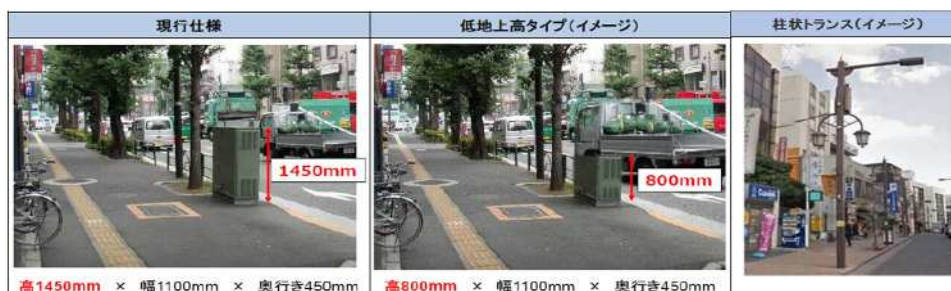 現行仕様
1450mm
高1450mm × 幅1100mm × 奥行き450mm
低地上高タイプ(イメージ)
800mm
高800mm × 幅1100mm × 奥行き450mm
柱状トランス(イメージ)